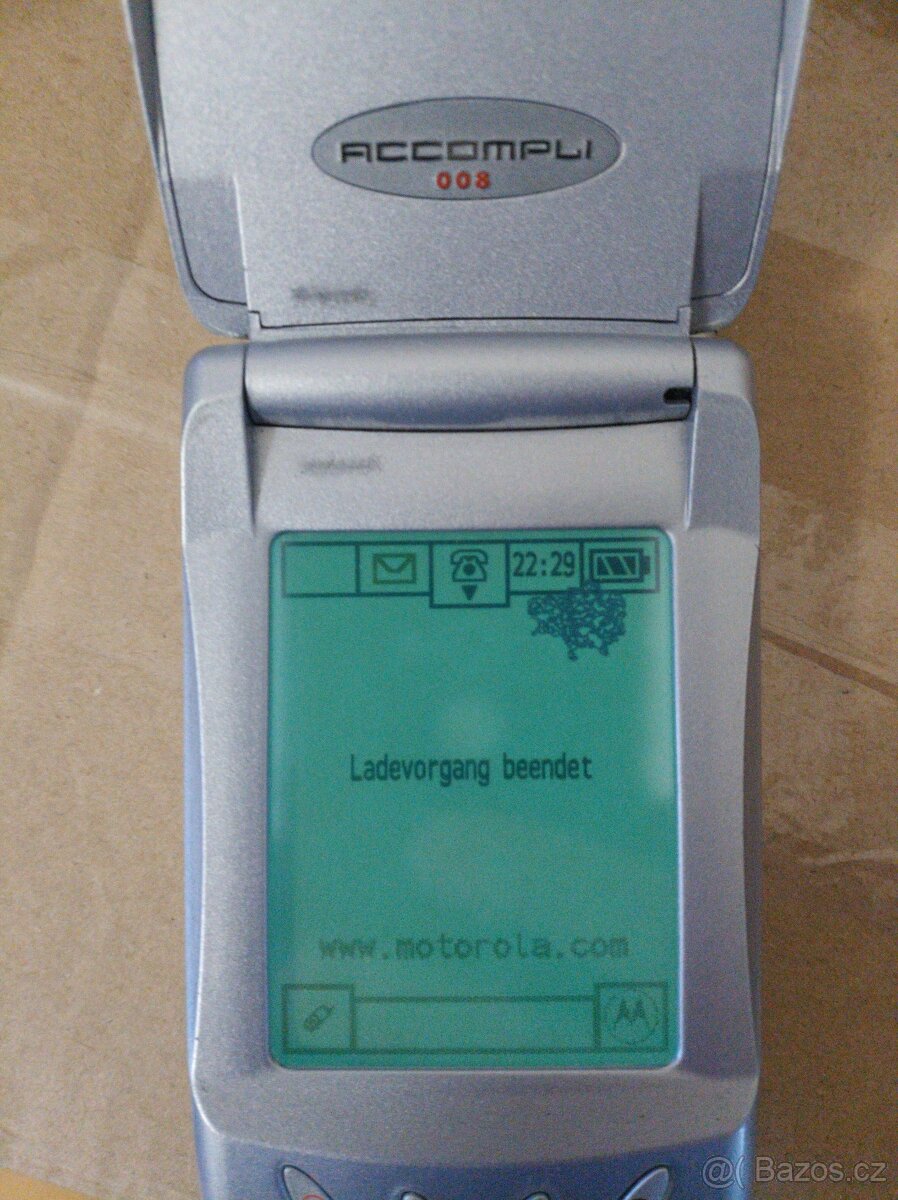 ACCOMPLI
008
22:29
Ladevorgang beendet
www.motorola.com
@( Bazos.cz